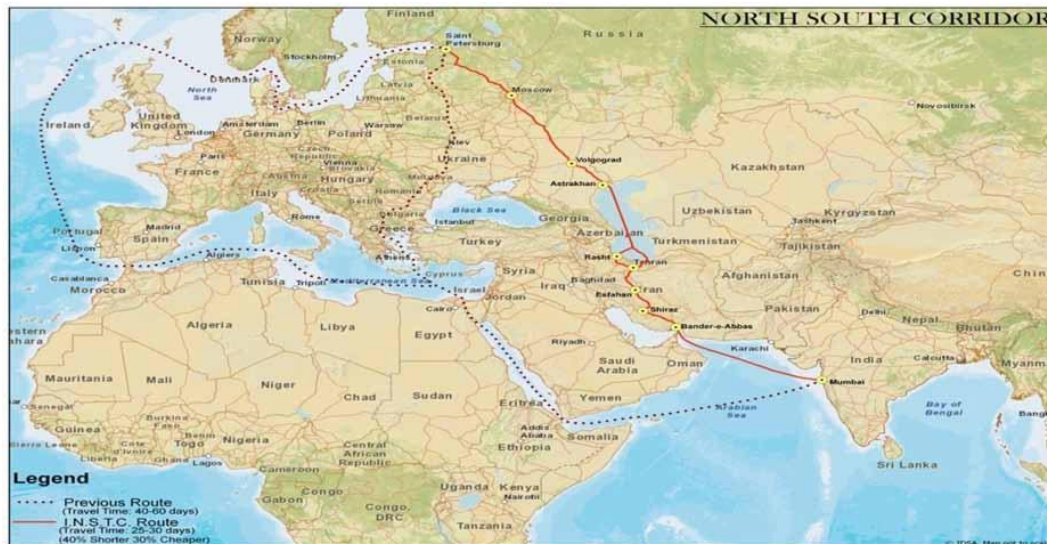 NORTH SOUTH CORRIDOR
Finland
Norway
Saint
Petersburg
Russia
Stockholm
Estonia
Latvia
Denmark
Lithuania
Moscow
Novosibirsk
North
Sea
Ireland
United
Kingdom
Amsterdam
Berlin
Belarus
London
Germany
Poland
Warsaw
Kiev
Paris
Czech
Republic
Ukraine
Volgograd
Kazakhstan
Vienna
Slovakia
France
Austria
Hungary
Moldova
Astrakhan
Croatia
Romania
Italy
Serbia
Bulgaria
Black Sea
Georgia
Uzbekistan
Kyrgyzstan
Portugal
Madrid
Rome
Istanbul
Azerbaijan
Tashkent
Spain
Greece
Turkey
Turkmenistan
Tajikistan
Lisbon
Algiers
Athens
Rasht
Tehran
Casablanca
Tunisia
Tripoli
Mediterranean Sea
Cyprus
Syria
Baghdad
Afghanistan
Morocco
Israel
Iraq
Iran
Jordan
Esfahan
Cairo
Shiraz
Pakistan
Algeria
Libya
Egypt
Delhi
Nepal
Bhutan
Bander-e-Abbas
Riyadh
Karachi
Saudi
Arabia
Oman
India
Calcutta
Mauritania
Mali
Niger
Mumbai
Chad
Sudan
Eritrea
Yemen
Arabian
Sea
Bay of
Bengal
Senegal
Burkina
Faso
Guinea
Benin
Nigeria
Addis
Ababa
Somalia
Togo
Ethiopia
Sierra Leone
Liberia
Ghana
Lagos
Central
African
Republic
Sri Lanka
Cameroon
Legend
Uganda
Kenya
Gabon
Congo
Nairobi
Previous Route
(Travel Time: 40-60 days)
Congo,
DRC
I.N.S.T.C. Route
(Travel Time: 25-30 days)
(40% Shorter 30% Cheaper)
Tanzania